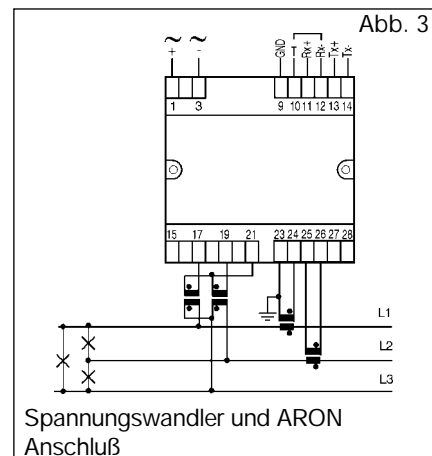 Abb. 3
~ ~
+ -
GND T Rx+ Rx- Tx+ Tx-
1 3 9 10 11 12 13 14
15 17 19 21 23 24 25 26 27 28
L1
L2
L3
Spannungswandler und ARON
Anschluß